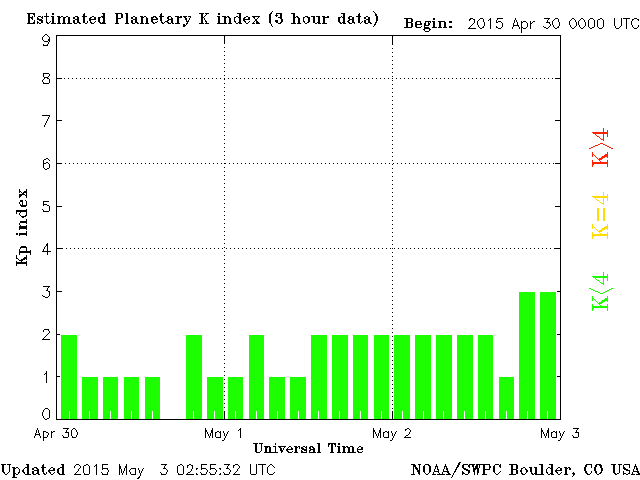 Estimated Planetary K index (3 hour data) Begin: 2015 Apr 30 0000 UTC
9
8
7
6
5
4
3
2
1
0
Kp index
K>4
K=4
K<4
Apr 30 May 1 May 2 May 3
Universal Time
Updated 2015 May 3 02:55:32 UTC NOAA/SWPC Boulder, CO USA